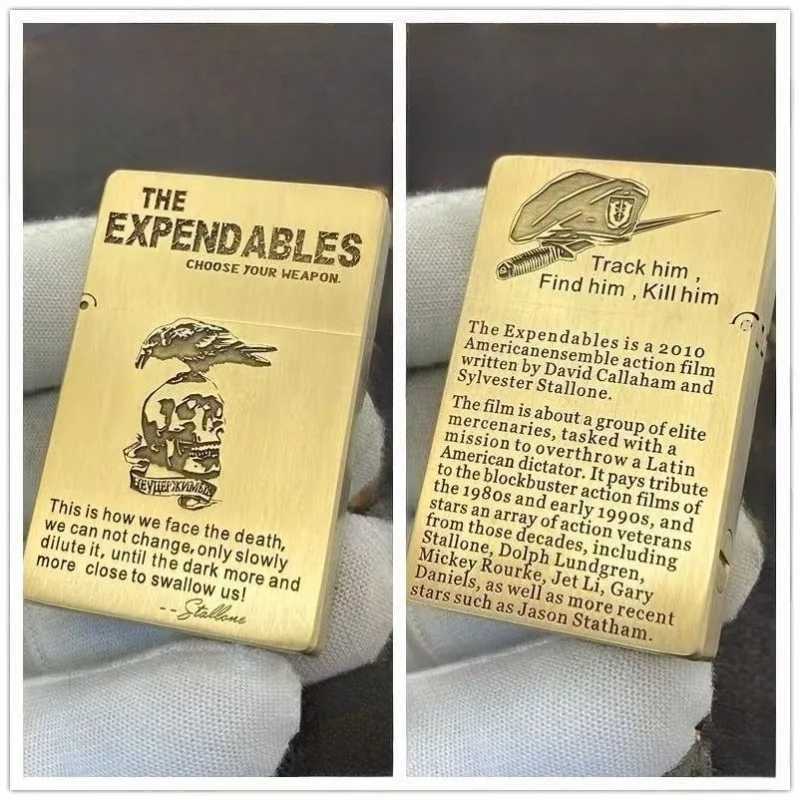 THE
EXPENDABLES
CHOOSE YOUR WEAPON.
НЕУДЕРЖИМЫЕ
This is how we face the death,
we can not change, only slowly
dilute it, until the dark more and
more close to swallow us!
--Stallone
Track him ,
Find him , Kill him
The Expendables is a 2010
Americanensemble action film
written by David Callaham and
Sylvester Stallone.
The film is about a group of elite
mercenaries, tasked with a
mission to overthrow a Latin
American dictator. It pays tribute
to the blockbuster action films of
the 1980s and early 1990s, and
stars an array of action veterans
from those decades, including
Stallone, Dolph Lundgren,
Mickey Rourke, Jet Li, Gary
Daniels, as well as more recent
stars such as Jason Statham.